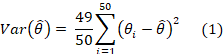 Var(θ̂) = 49/50 ∑_{i=1}^{50} (θ_i − θ̂)² (1)